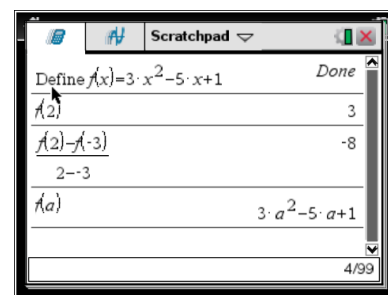 Scratchpad
Define f(x)=3·x²−5·x+1 Done
f(2) 3
f(2)−f(-3) -8
2−-3
f(a) 3·a²−5·a+1
4/99